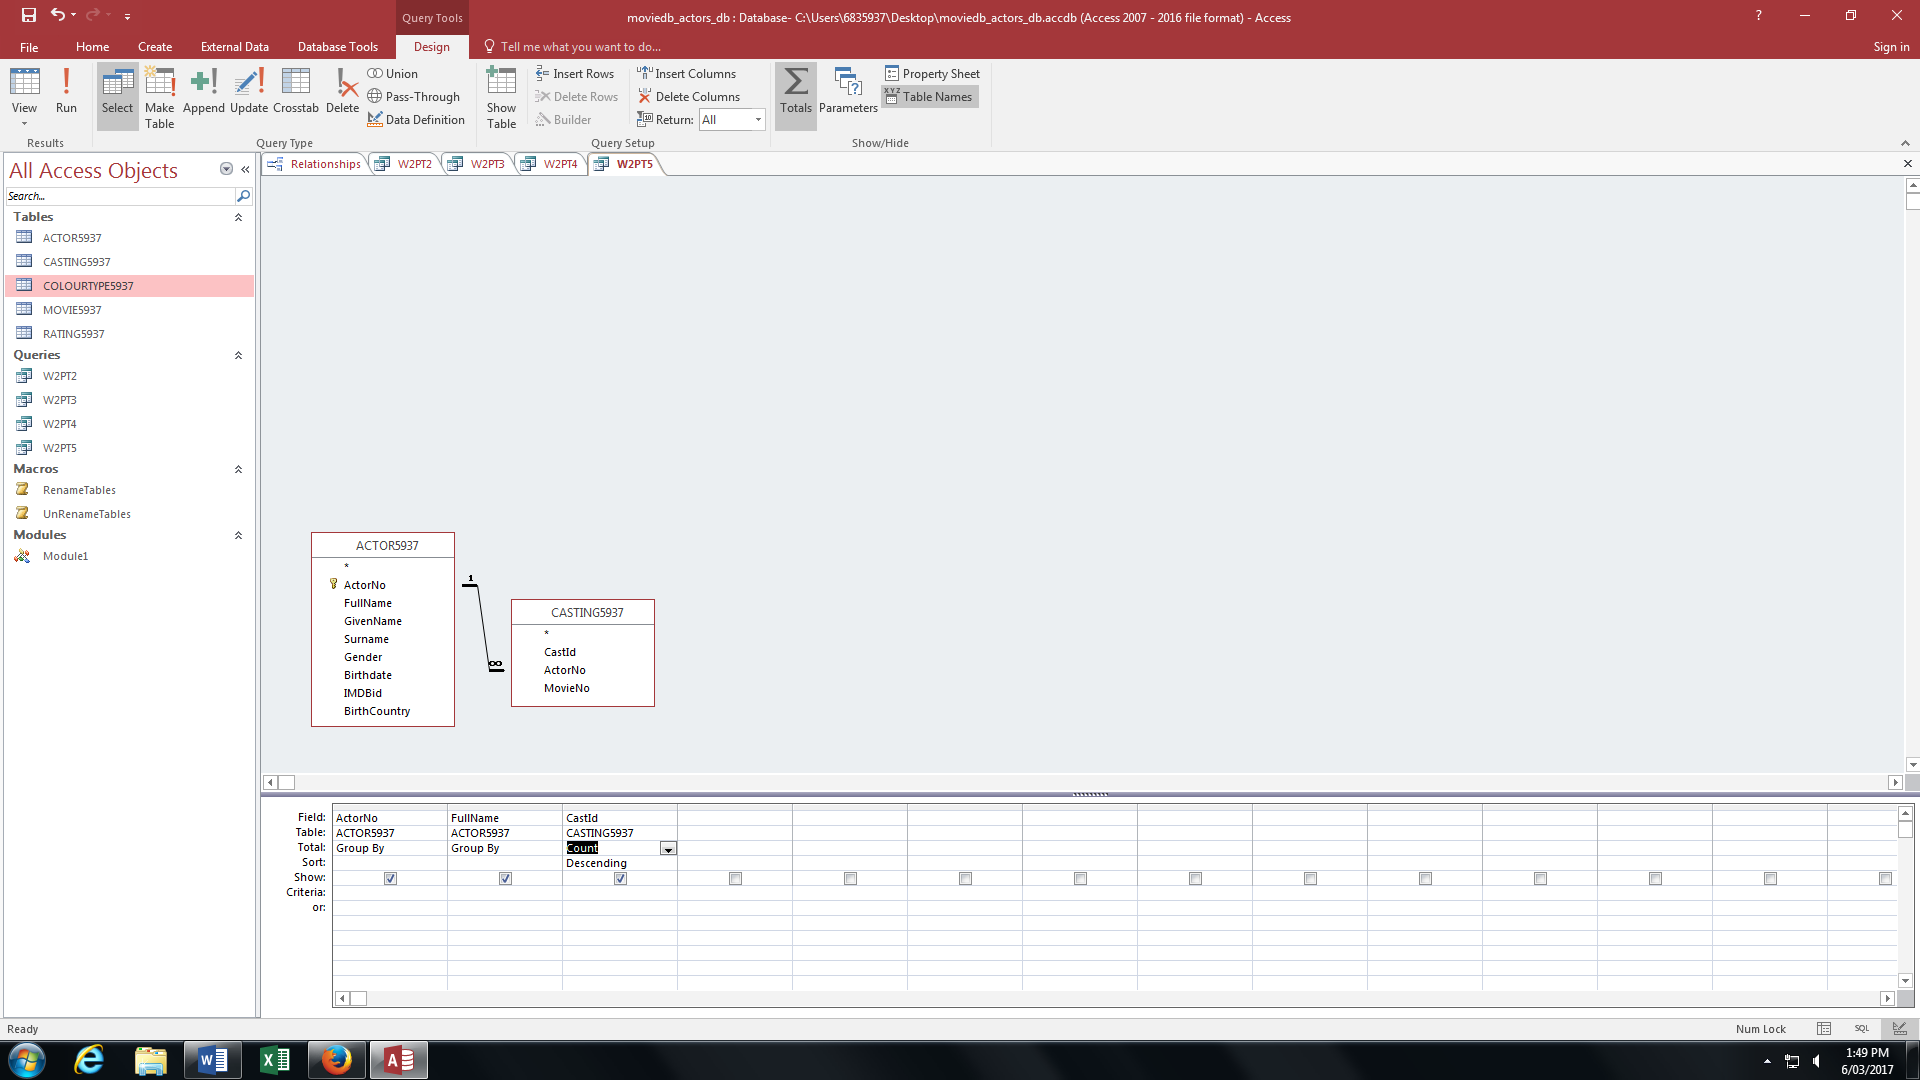 Query Tools
moviedb_actors_db : Database- C:\Users\6835937\Desktop\moviedb_actors_db.accdb (Access 2007 - 2016 file format) - Access
?
File Home Create External Data Database Tools Design Tell me what you want to do... Sign in
View
Run
Select
Make Table
Append
Update
Crosstab
Delete
Union
Pass-Through
Data Definition
Show Table
Insert Rows
Delete Rows
Builder
Insert Columns
Delete Columns
Return: All
Totals
Parameters
Property Sheet
Table Names
Results
Query Type
Query Setup
Show/Hide
All Access Objects
Search...
Tables
ACTOR5937
CASTING5937
COLOURTYPE5937
MOVIE5937
RATING5937
Queries
W2PT2
W2PT3
W2PT4
W2PT5
Macros
RenameTables
UnRenameTables
Modules
Module1
Relationships W2PT2 W2PT3 W2PT4 W2PT5
ACTOR5937
*
ActorNo
FullName
GivenName
Surname
Gender
Birthdate
IMDBid
BirthCountry
1
∞
CASTING5937
*
CastId
ActorNo
MovieNo
Field: ActorNo FullName CastId
Table: ACTOR5937 ACTOR5937 CASTING5937
Total: Group By Group By Count
Sort: Descending
Show:
Criteria:
or:
Ready
Num Lock
SQL
1:49 PM
6/03/2017